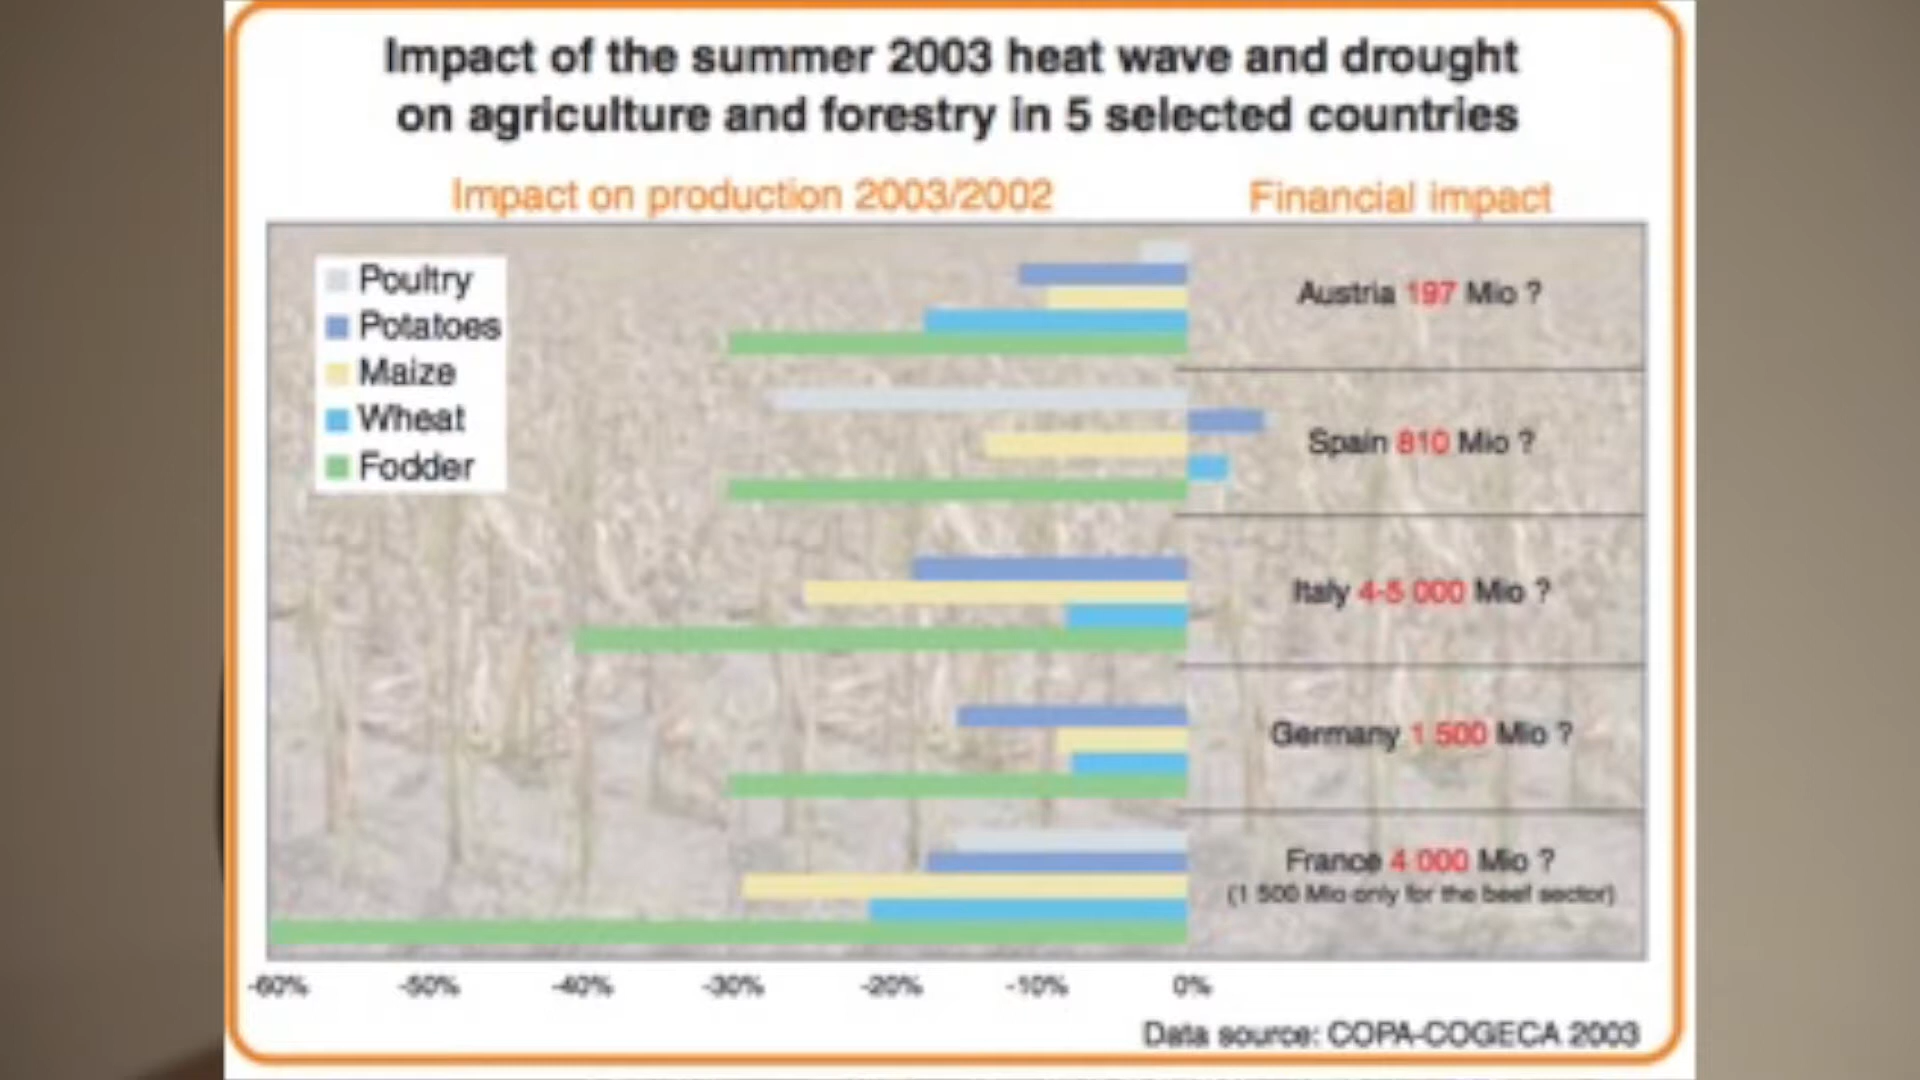 Impact of the summer 2003 heat wave and drought
on agriculture and forestry in 5 selected countries
Impact on production 2003/2002
Financial impact
Poultry
Potatoes
Maize
Wheat
Fodder
Austria 197 Mio ?
Spain 810 Mio ?
Italy 4-5 000 Mio ?
Germany 1 500 Mio ?
France 4 000 Mio ?
(1 500 Mio only for the beef sector)
-60% -50% -40% -30% -20% -10% 0%
Data source: COPA-COGECA 2003